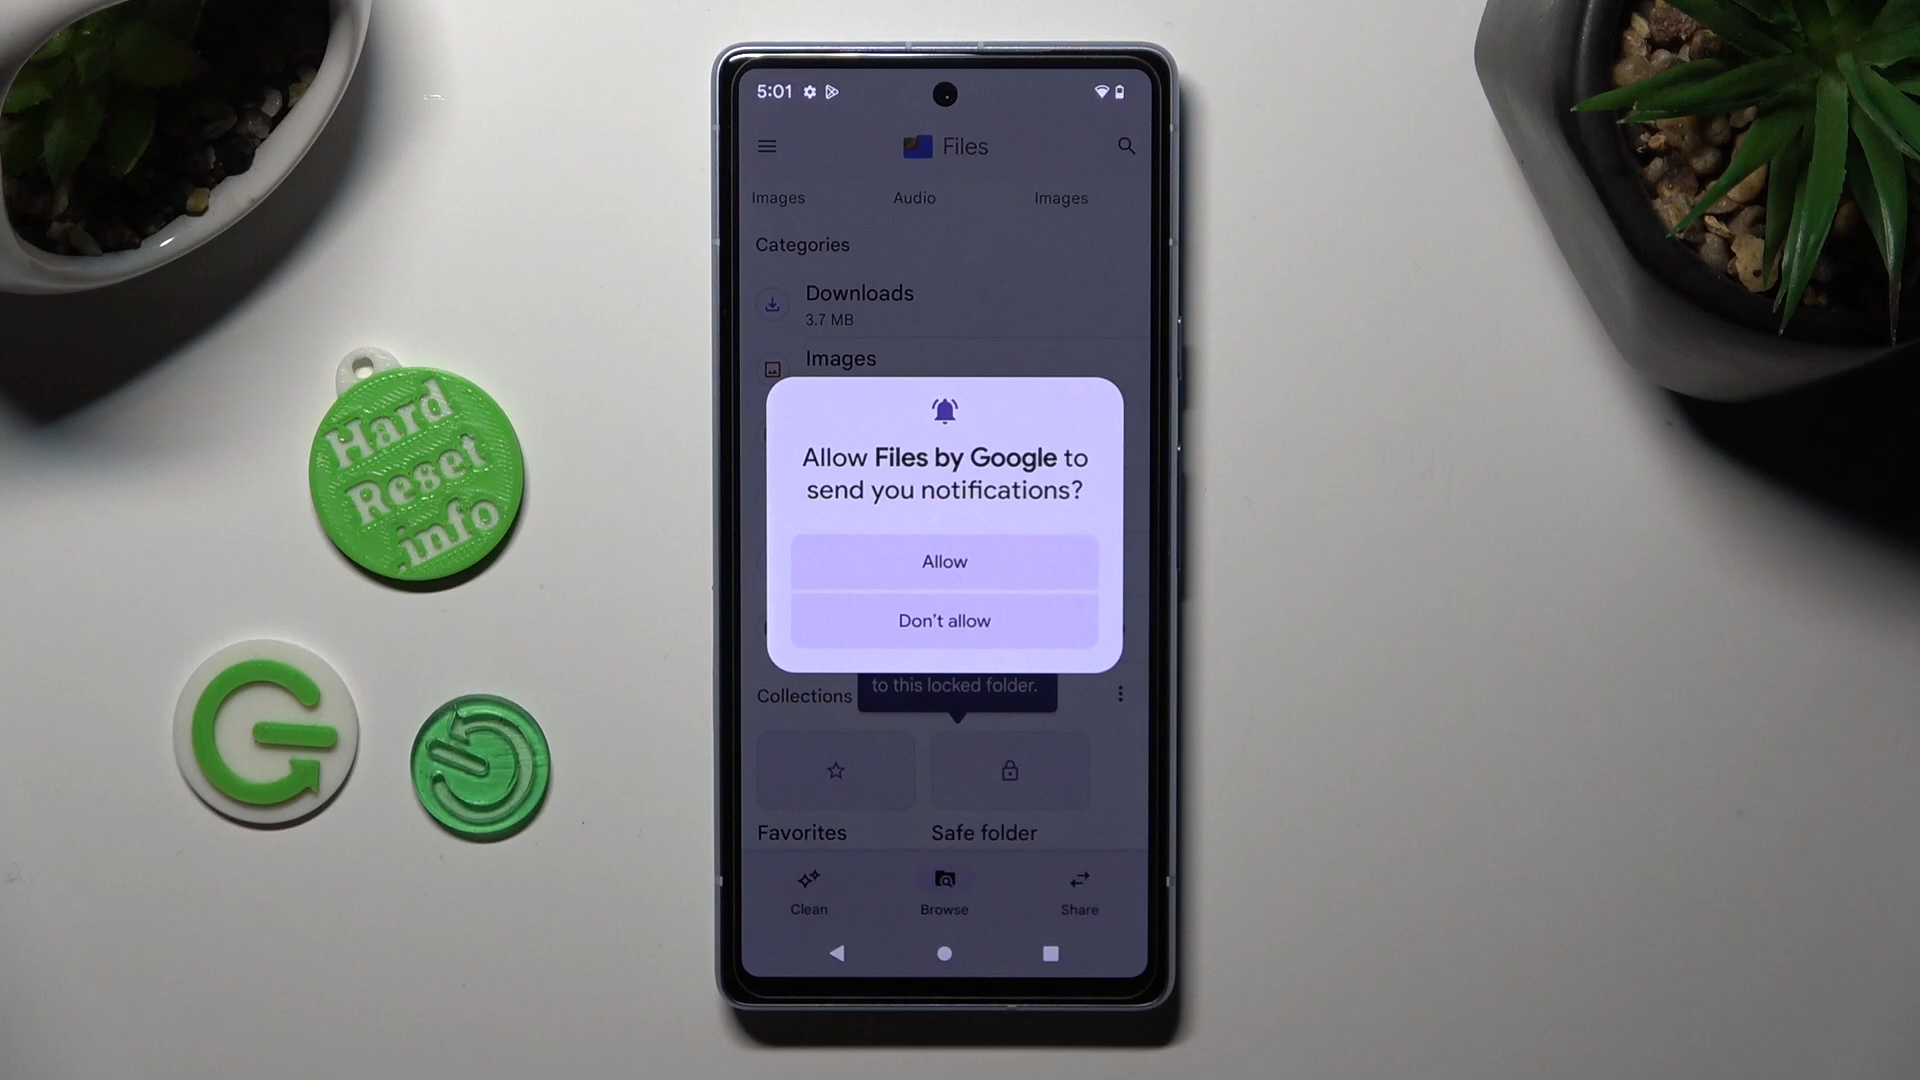 5:01
Files
Images Audio Images
Categories
Downloads
3.7 MB
Images
Allow Files by Google to
send you notifications?
Allow
Don't allow
to this locked folder.
Collections
Favorites Safe folder
Clean Browse Share
Hard
Reset
.info